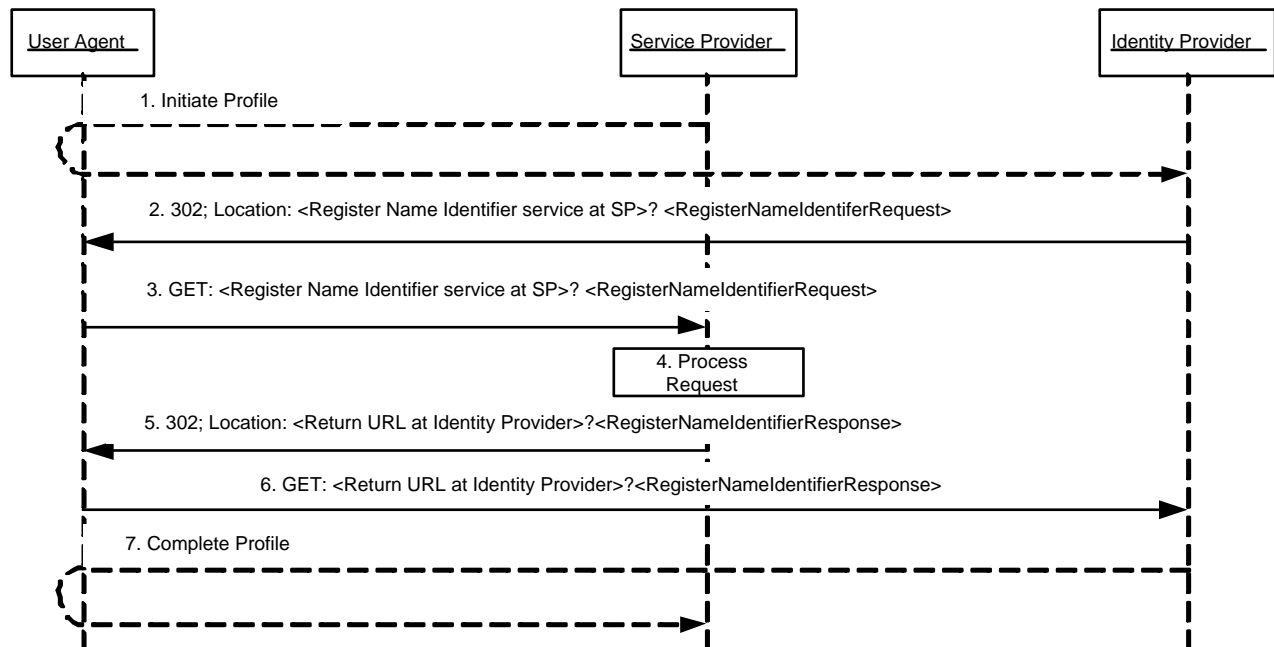 User Agent
Service Provider
Identity Provider
1. Initiate Profile
2. 302; Location: <Register Name Identifier service at SP>? <RegisterNameIdentiferRequest>
3. GET: <Register Name Identifier service at SP>? <RegisterNameIdentifierRequest>
4. Process
Request
5. 302; Location: <Return URL at Identity Provider>?<RegisterNameIdentifierResponse>
6. GET: <Return URL at Identity Provider>?<RegisterNameIdentifierResponse>
7. Complete Profile